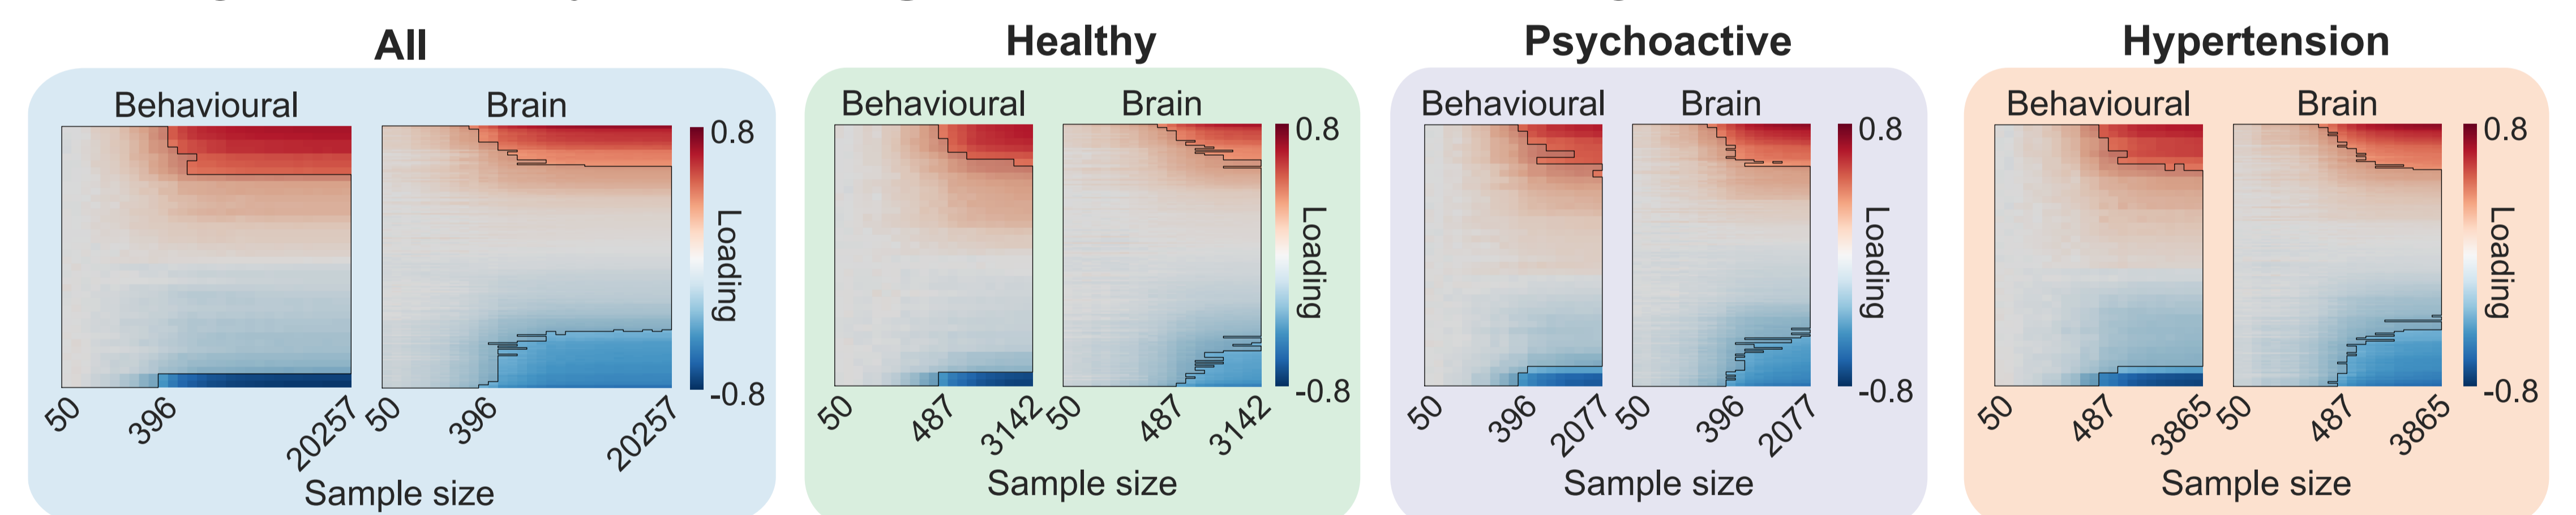 All
Healthy
Psychoactive
Hypertension
Behavioural Brain
Behavioural Brain
Behavioural Brain
Behavioural Brain
0.8
Loading
-0.8
0.8
Loading
-0.8
0.8
Loading
-0.8
0.8
Loading
-0.8
50 396 20257 50 396 20257
50 487 3142 50 487 3142
50 396 2077 50 396 2077
50 487 3865 50 487 3865
Sample size
Sample size
Sample size
Sample size